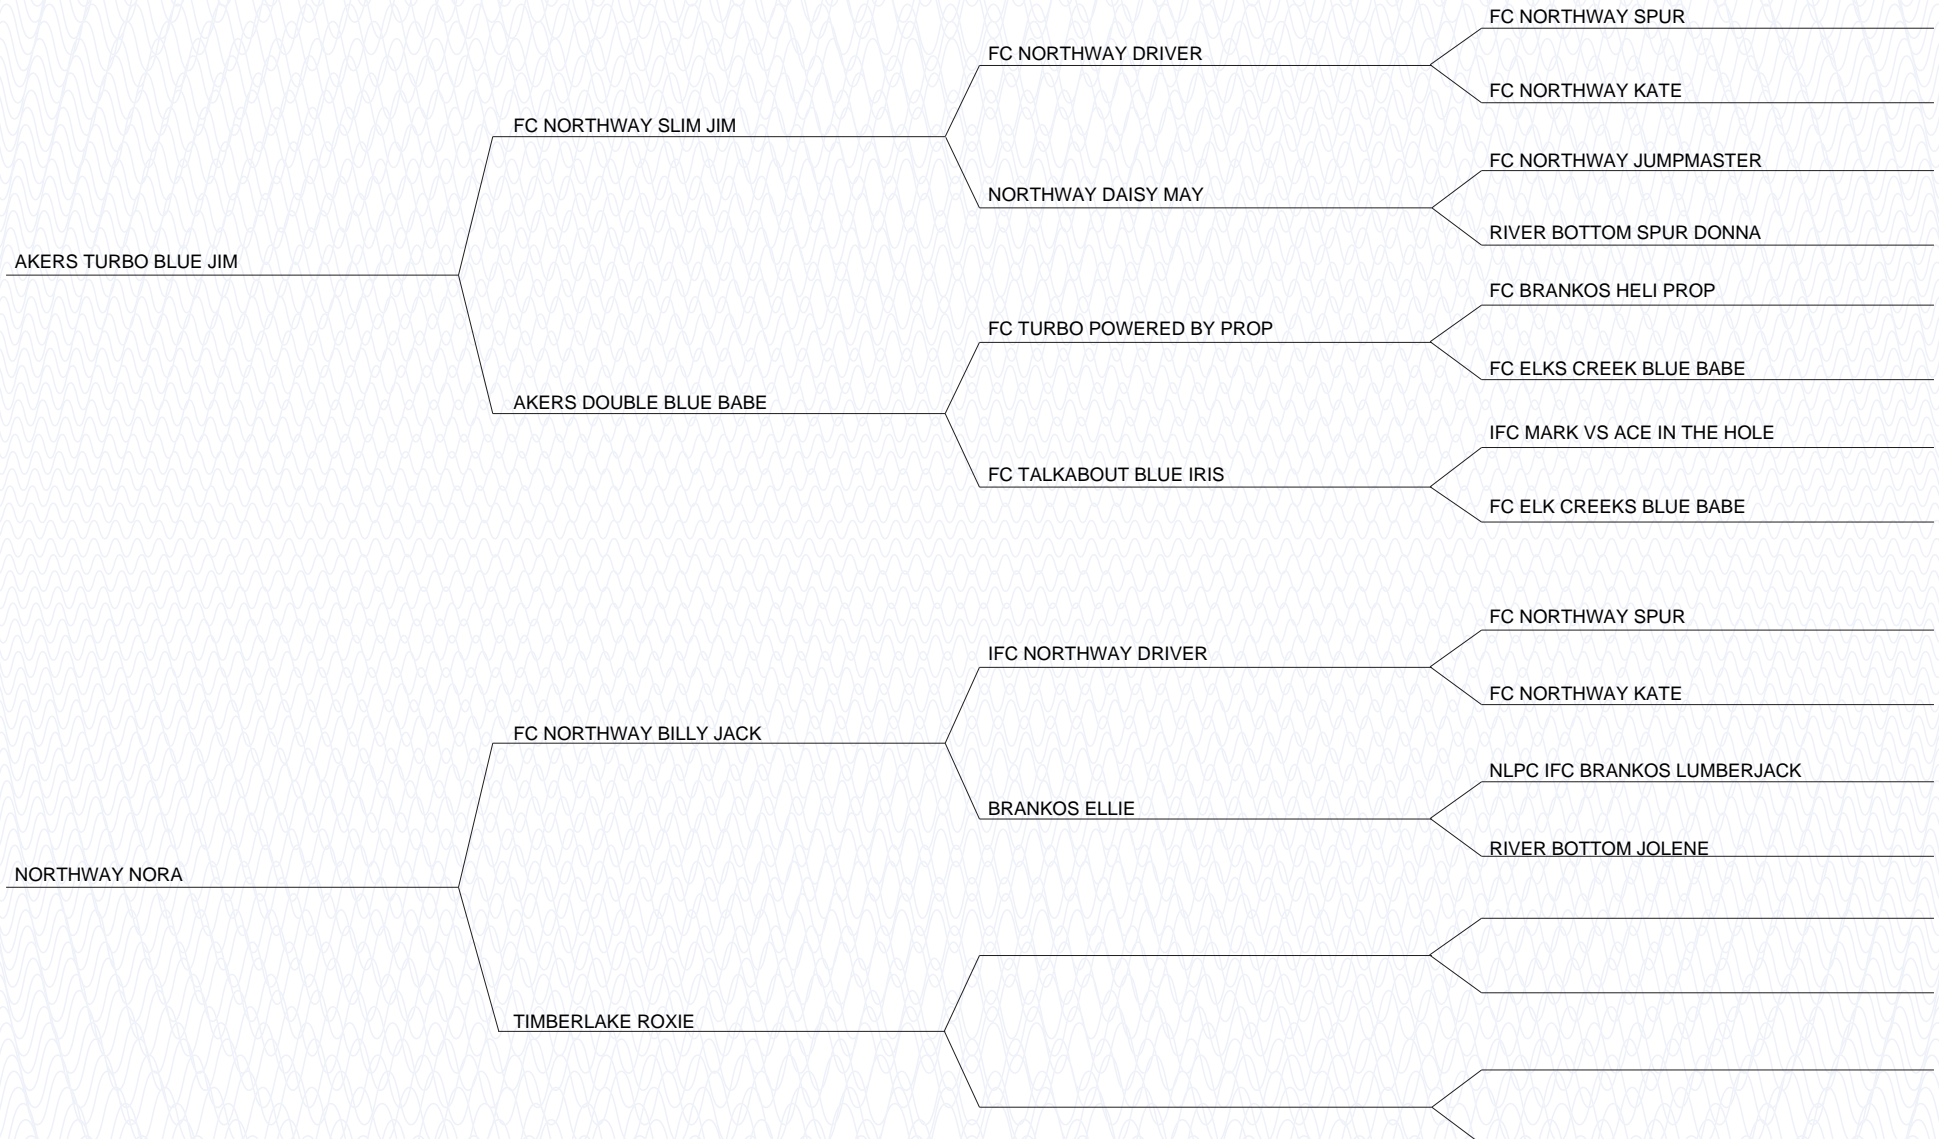 FC NORTHWAY SPUR
FC NORTHWAY DRIVER
FC NORTHWAY KATE
FC NORTHWAY SLIM JIM
FC NORTHWAY JUMPMASTER
NORTHWAY DAISY MAY
RIVER BOTTOM SPUR DONNA
AKERS TURBO BLUE JIM
FC BRANKOS HELI PROP
FC TURBO POWERED BY PROP
FC ELKS CREEK BLUE BABE
AKERS DOUBLE BLUE BABE
IFC MARK VS ACE IN THE HOLE
FC TALKABOUT BLUE IRIS
FC ELK CREEKS BLUE BABE
FC NORTHWAY SPUR
IFC NORTHWAY DRIVER
FC NORTHWAY KATE
FC NORTHWAY BILLY JACK
NLPC IFC BRANKOS LUMBERJACK
BRANKOS ELLIE
RIVER BOTTOM JOLENE
NORTHWAY NORA
TIMBERLAKE ROXIE